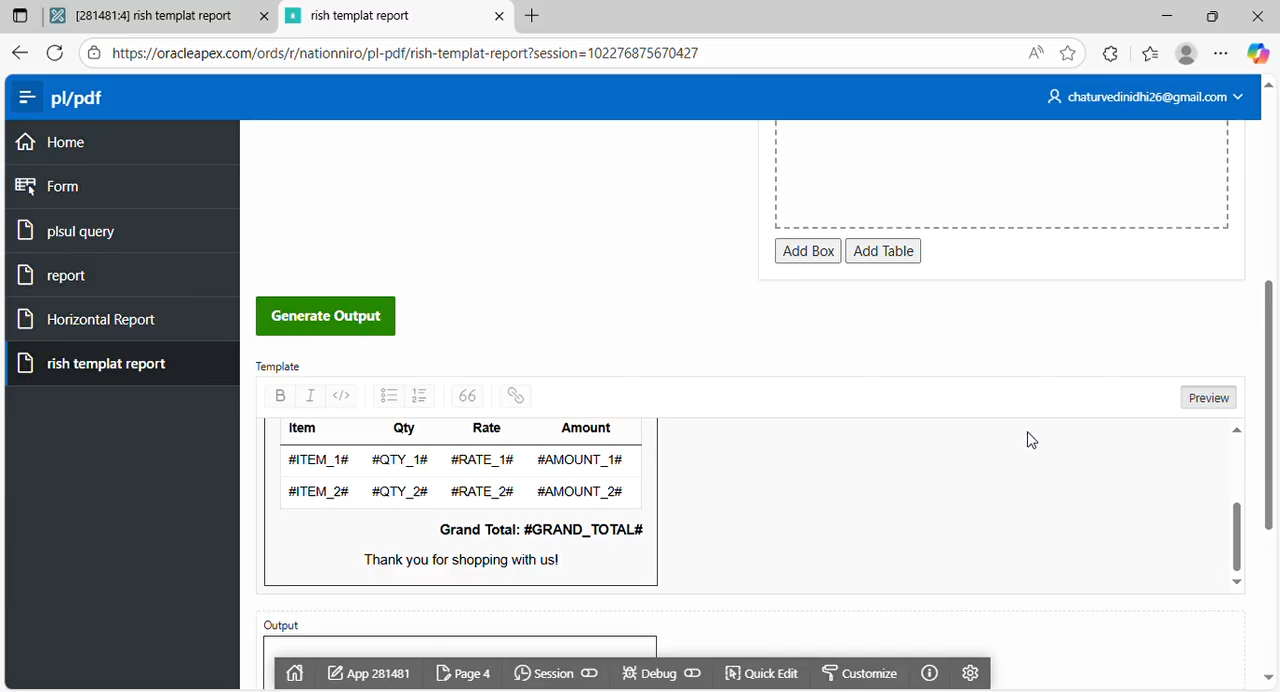 [281481:4] rish templat report
rish templat report
https://oracleapex.com/ords/r/nationniro/pl-pdf/rish-templat-report?session=102276875670427
pl/pdf
chaturvedinidhi26@gmail.com
Home
Form
plsul query
report
Horizontal Report
rish templat report
Add Box
Add Table
Generate Output
Template
Preview
Item Qty Rate Amount
#ITEM_1# #QTY_1# #RATE_1# #AMOUNT_1#
#ITEM_2# #QTY_2# #RATE_2# #AMOUNT_2#
Grand Total: #GRAND_TOTAL#
Thank you for shopping with us!
Output
App 281481
Page 4
Session
Debug
Quick Edit
Customize